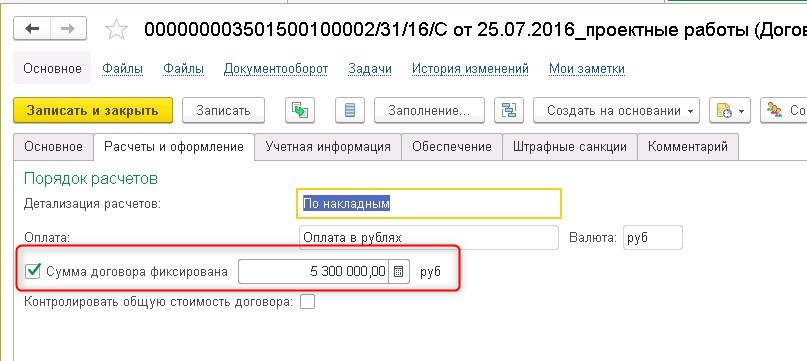 000000003501500100002/31/16/С от 25.07.2016_проектные работы (Догов
Основное Файлы Файлы Документооборот Задачи История изменений Мои заметки
Записать и закрыть Записать Заполнение... Создать на основании Со
Основное Расчеты и оформление Учетная информация Обеспечение Штрафные санкции Комментарий
Порядок расчетов
Детализация расчетов: По накладным
Оплата: Оплата в рублях Валюта: руб
Сумма договора фиксирована 5 300 000,00 руб
Контролировать общую стоимость договора: